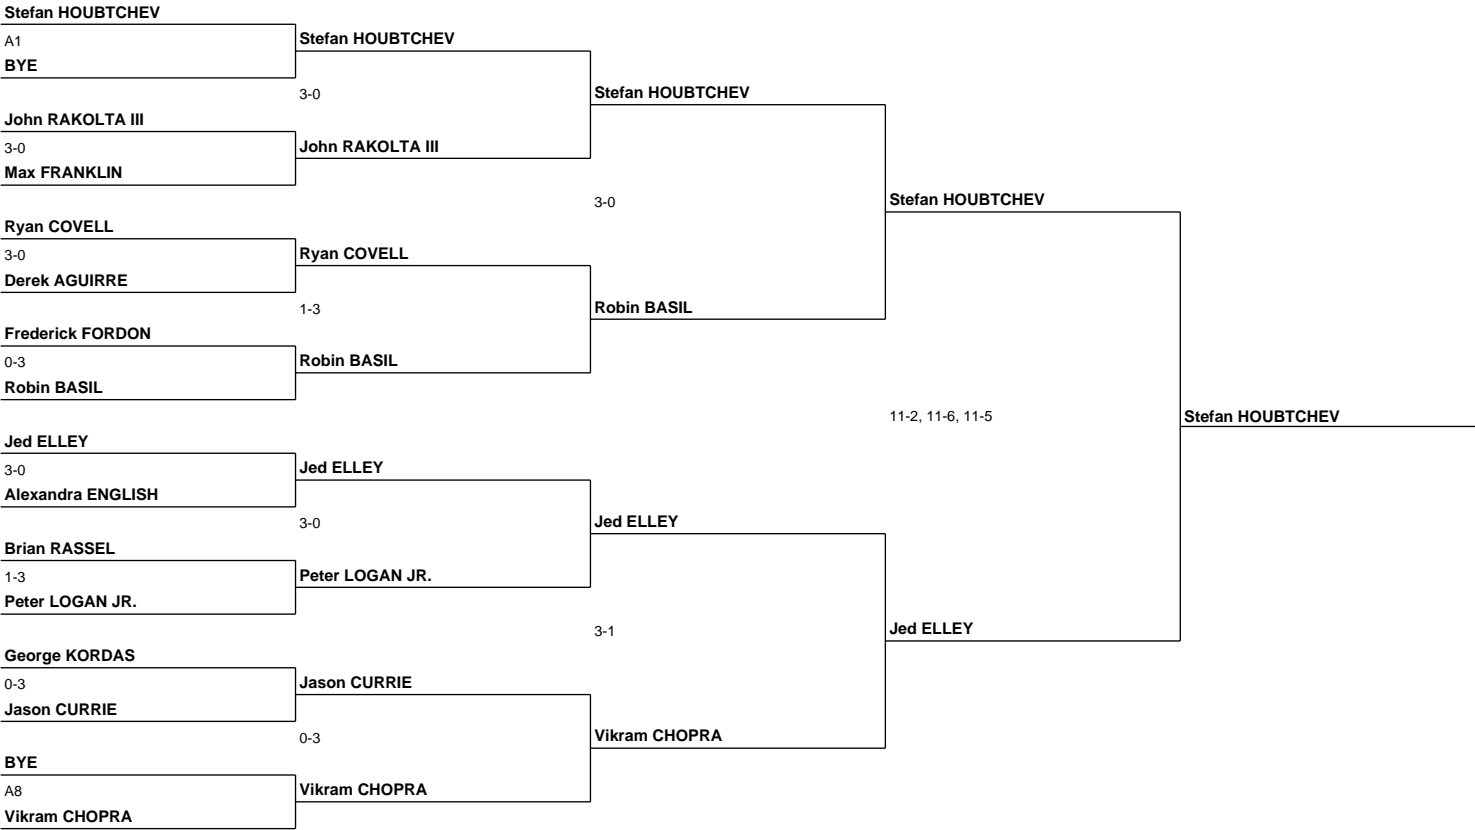 Stefan HOUBTCHEV
A1
BYE
John RAKOLTA III
3-0
Max FRANKLIN
Ryan COVELL
3-0
Derek AGUIRRE
Frederick FORDON
0-3
Robin BASIL
Jed ELLEY
3-0
Alexandra ENGLISH
Brian RASSEL
1-3
Peter LOGAN JR.
George KORDAS
0-3
Jason CURRIE
BYE
A8
Vikram CHOPRA
Stefan HOUBTCHEV
3-0
John RAKOLTA III
Ryan COVELL
1-3
Robin BASIL
Jed ELLEY
3-0
Peter LOGAN JR.
Jason CURRIE
0-3
Vikram CHOPRA
Stefan HOUBTCHEV
3-0
Robin BASIL
Jed ELLEY
3-1
Vikram CHOPRA
Stefan HOUBTCHEV
11-2, 11-6, 11-5
Jed ELLEY
Stefan HOUBTCHEV